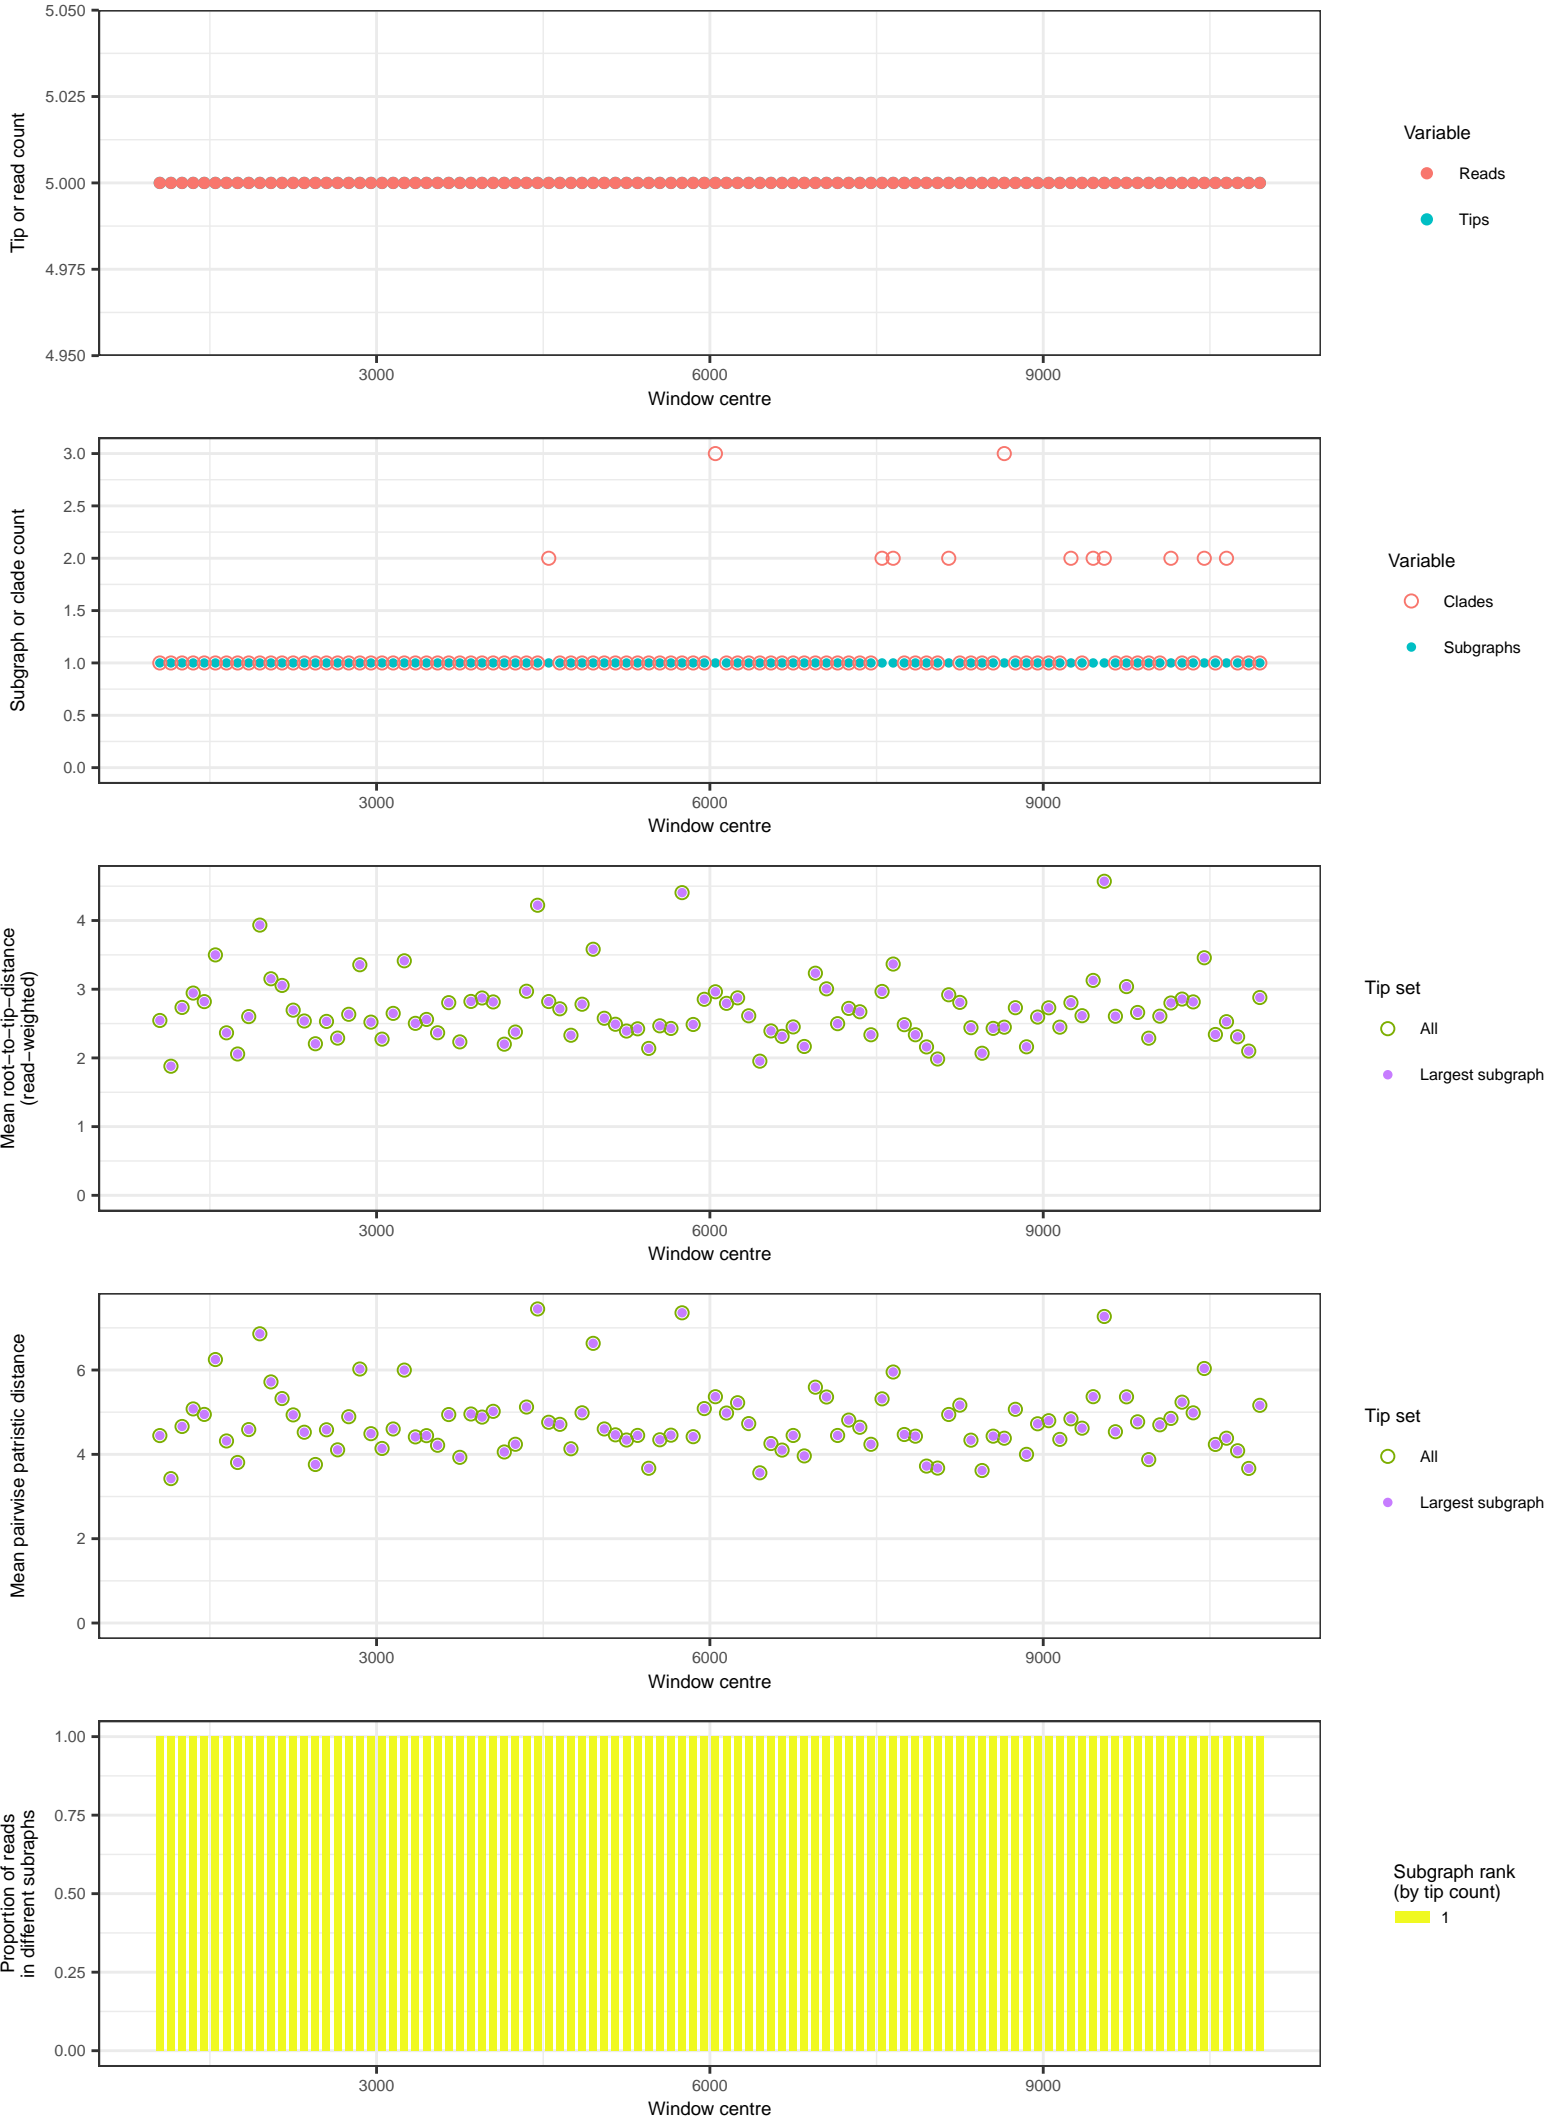 5.050
5.025
5.000
4.975
4.950
Tip or read count
3000
6000
9000
Window centre
Variable
Reads
Tips
3.0
2.5
2.0
1.5
1.0
0.5
0.0
Subgraph or clade count
3000
6000
9000
Window centre
Variable
Clades
Subgraphs
4
3
2
1
0
Mean root−to−tip−distance
(read−weighted)
3000
6000
9000
Window centre
Tip set
All
Largest subgraph
6
4
2
0
Mean pairwise patristic distance
3000
6000
9000
Window centre
Tip set
All
Largest subgraph
1.00
0.75
0.50
0.25
0.00
Proportion of reads
in different subraphs
3000
6000
9000
Window centre
Subgraph rank
(by tip count)
1